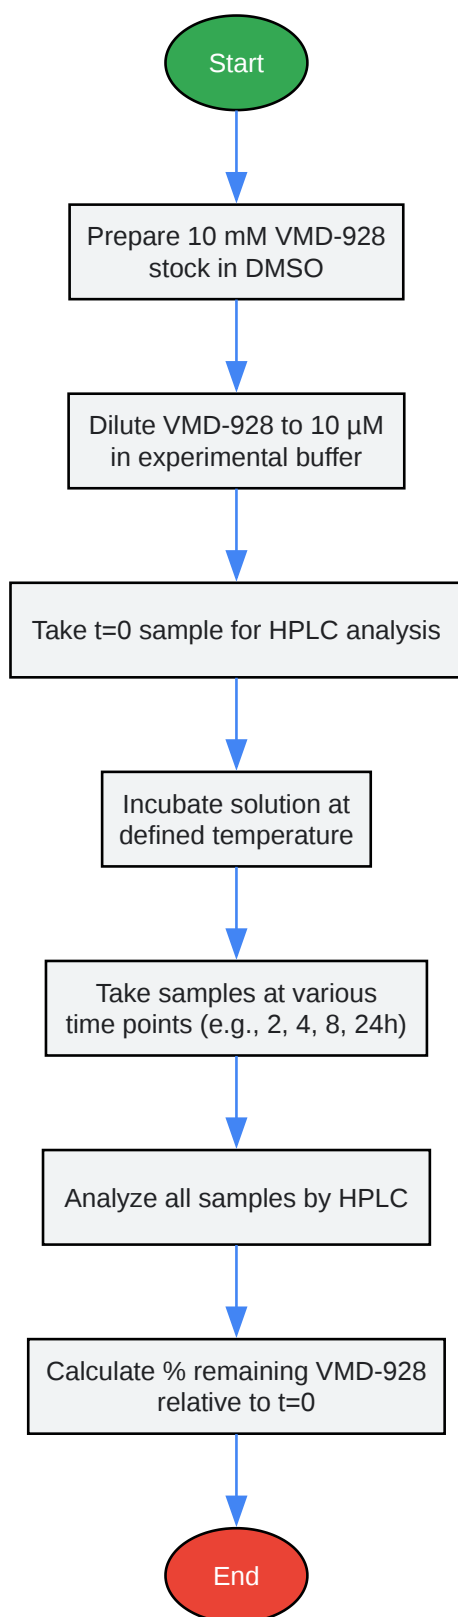 Start
Prepare 10 mM VMD-928
stock in DMSO
Dilute VMD-928 to 10 µM
in experimental buffer
Take t=0 sample for HPLC analysis
Incubate solution at
defined temperature
Take samples at various
time points (e.g., 2, 4, 8, 24h)
Analyze all samples by HPLC
Calculate % remaining VMD-928
relative to t=0
End